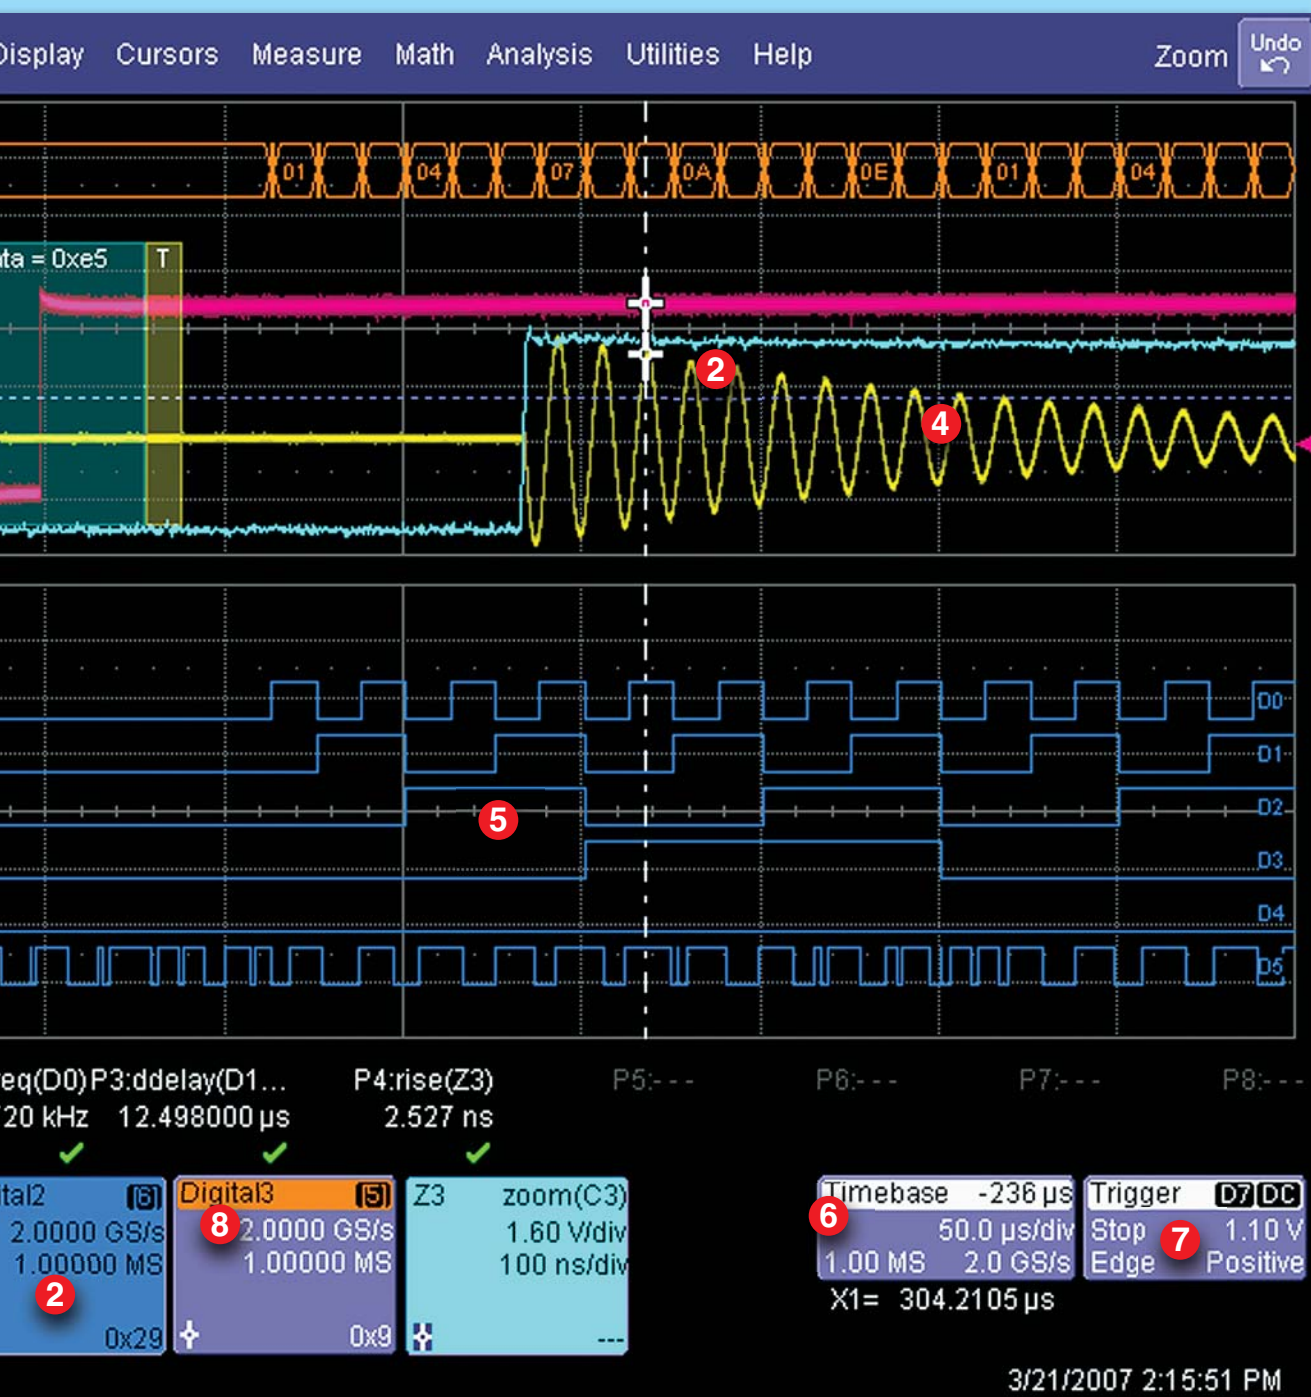 Display Cursors Measure Math Analysis Utilities Help Zoom Undo
01 04 07 0A 0E 01 04
ta = 0xe5 T
2
4
D0
D1
D2
5
D3
D4
D5
req(D0) P3:ddelay(D1... P4:rise(Z3) P5:- - - P6:- - - P7:- - - P8:- - -
720 kHz 12.498000 µs 2.527 ns
ital2 [6] Digital3 [5] Z3 zoom(C3) Timebase -236 µs Trigger D7 DC
8 6 7
2.0000 GS/s 2.0000 GS/s 1.60 V/div 50.0 µs/div Stop 1.10 V
1.00000 MS 1.00000 MS 100 ns/div 1.00 MS 2.0 GS/s Edge Positive
2
X1= 304.2105 µs
0x29 0x9 ---
3/21/2007 2:15:51 PM